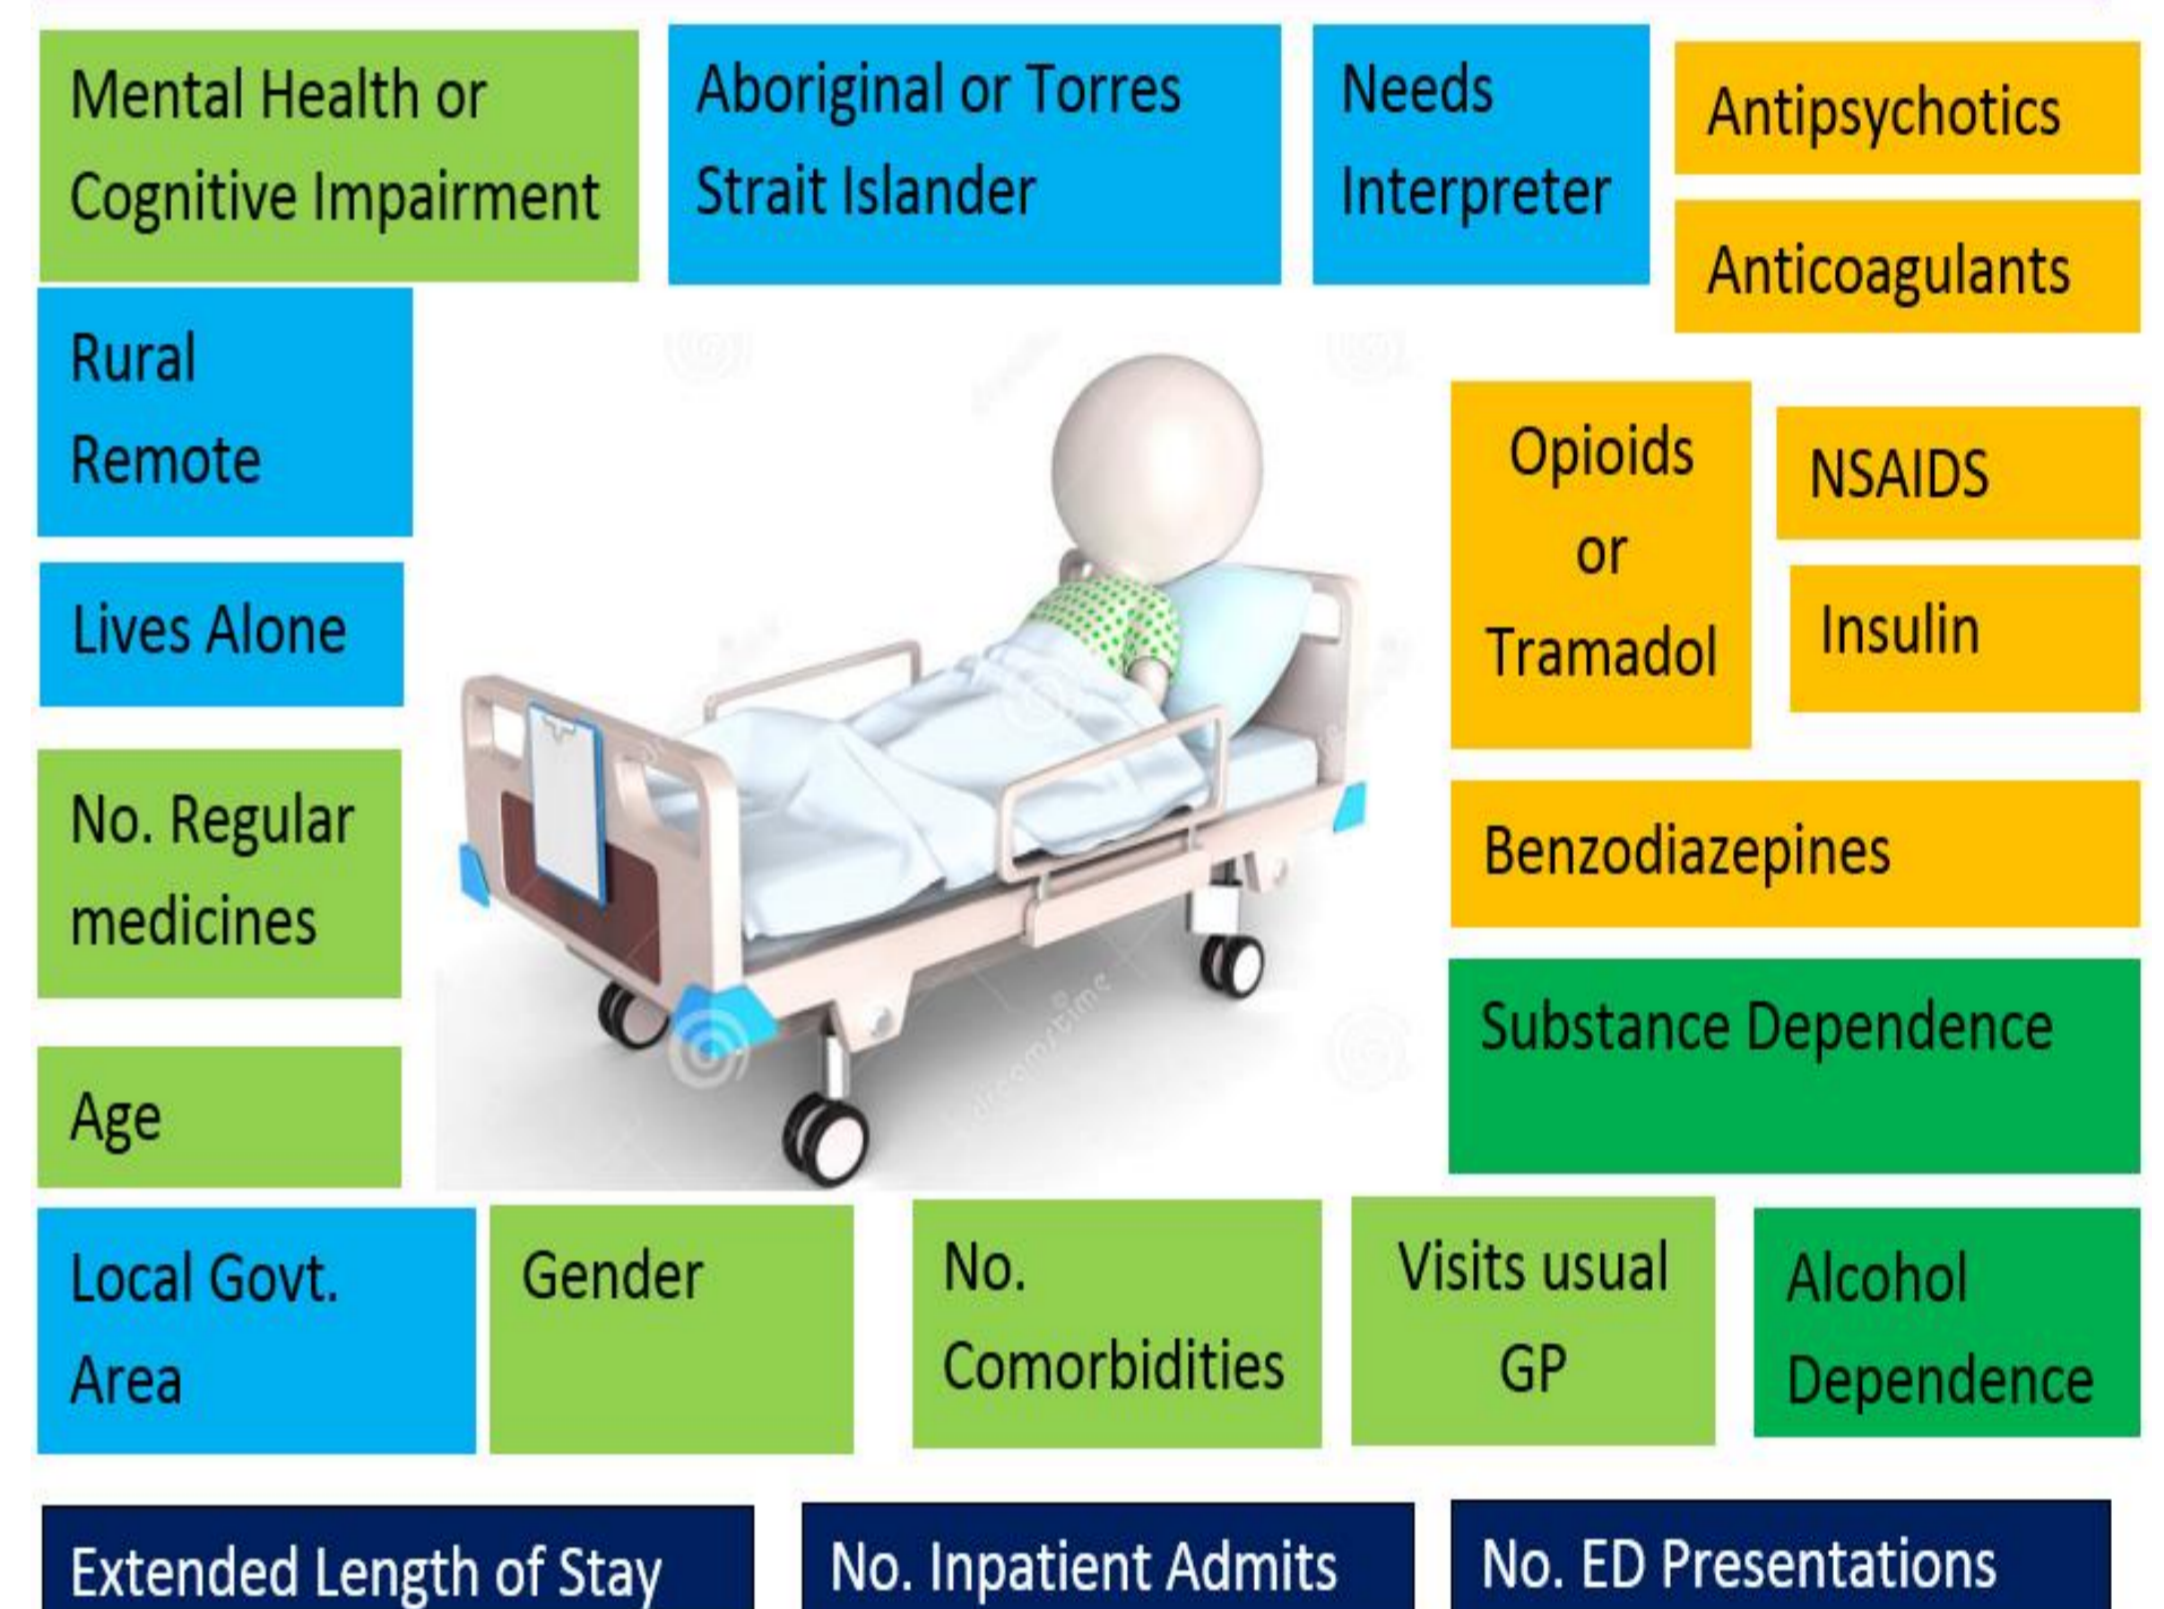 Mental Health or
Cognitive Impairment
Aboriginal or Torres
Strait Islander
Needs
Interpreter
Antipsychotics
Anticoagulants
Rural
Remote
Opioids
or
Tramadol
NSAIDS
Insulin
Lives Alone
No. Regular
medicines
Benzodiazepines
Substance Dependence
Age
Local Govt.
Area
Gender
No.
Comorbidities
Visits usual
GP
Alcohol
Dependence
Extended Length of Stay
No. Inpatient Admits
No. ED Presentations
dreamstime